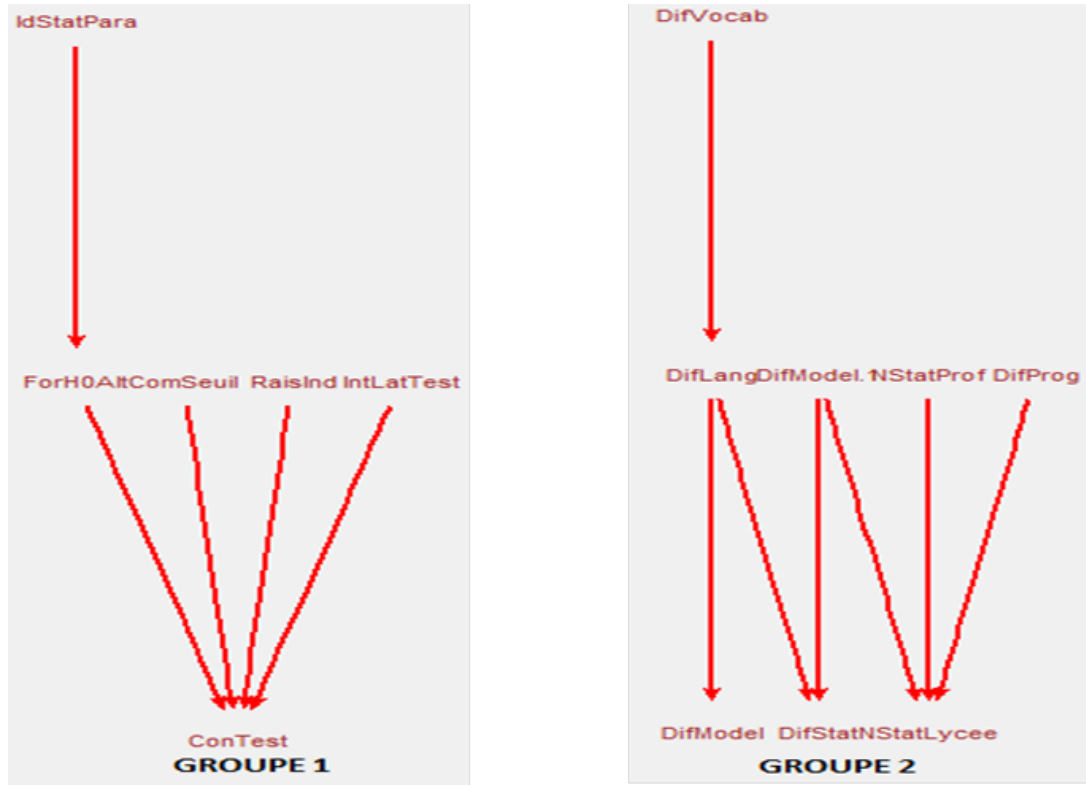 IdStatPara
ForH0AltComSeuil RaisInd IntLatTest
ConTest
GROUPE 1
DifVocab
DifLangDifModel.1NStatProf DifProg
DifModel DifStatNStatLycee
GROUPE 2